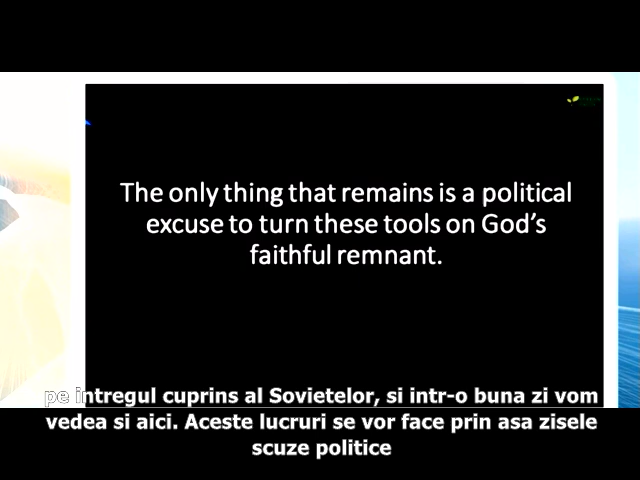 The only thing that remains is a political
excuse to turn these tools on God's
faithful remnant.
pe intregul cuprins al Sovietelor, si intr-o buna zi vom
vedea si aici. Aceste lucruri se vor face prin asa zisele
scuze politice